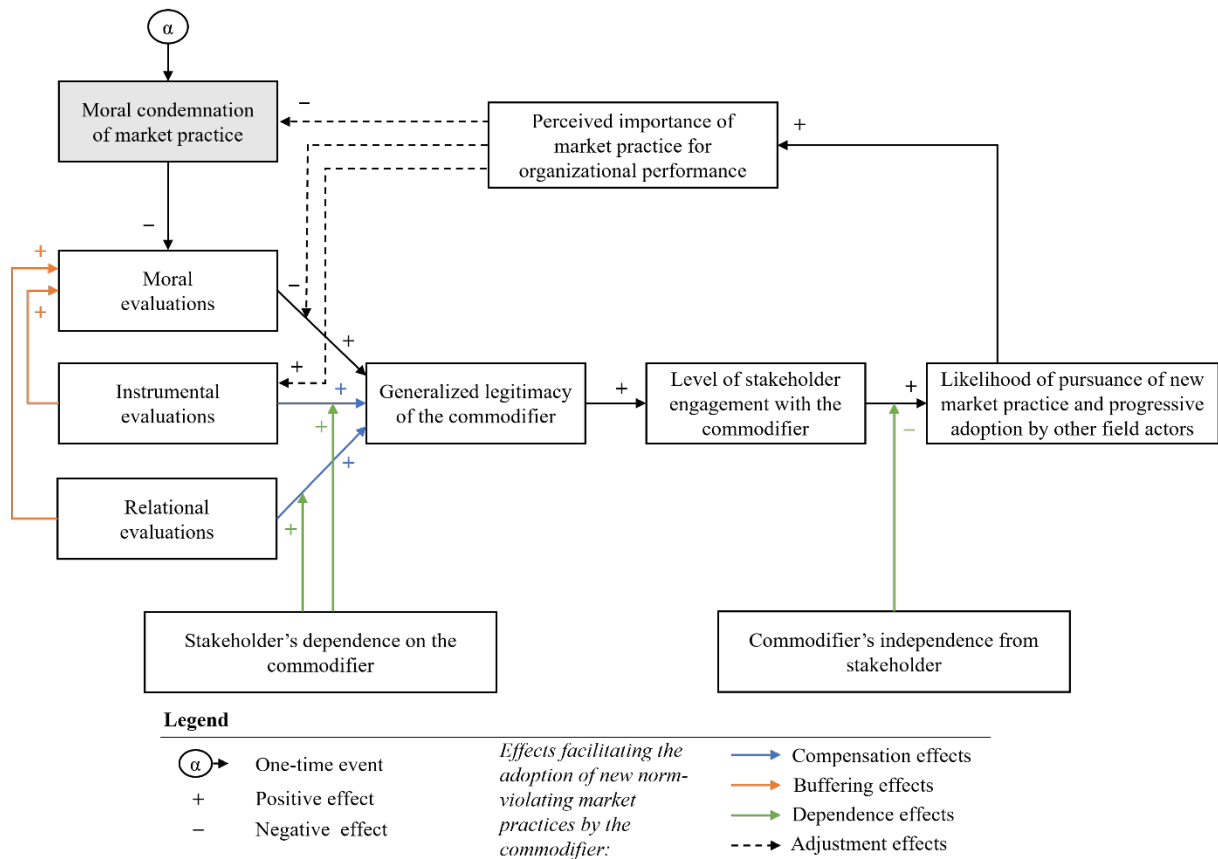 α
Moral condemnation
of market practice
−
Perceived importance of
market practice for
organizational performance
+
−
+
+
Moral
evaluations
−
+
Instrumental
evaluations
+
+
+
Generalized legitimacy
of the commodifier
+
Level of stakeholder
engagement with the
commodifier
+
−
Likelihood of pursuance of new
market practice and progressive
adoption by other field actors
Relational
evaluations
+
+
Stakeholder's dependence on the
commodifier
Commodifier's independence from
stakeholder
Legend
α One-time event
+ Positive effect
− Negative effect
Effects facilitating the
adoption of new norm-
violating market
practices by the
commodifier:
Compensation effects
Buffering effects
Dependence effects
Adjustment effects